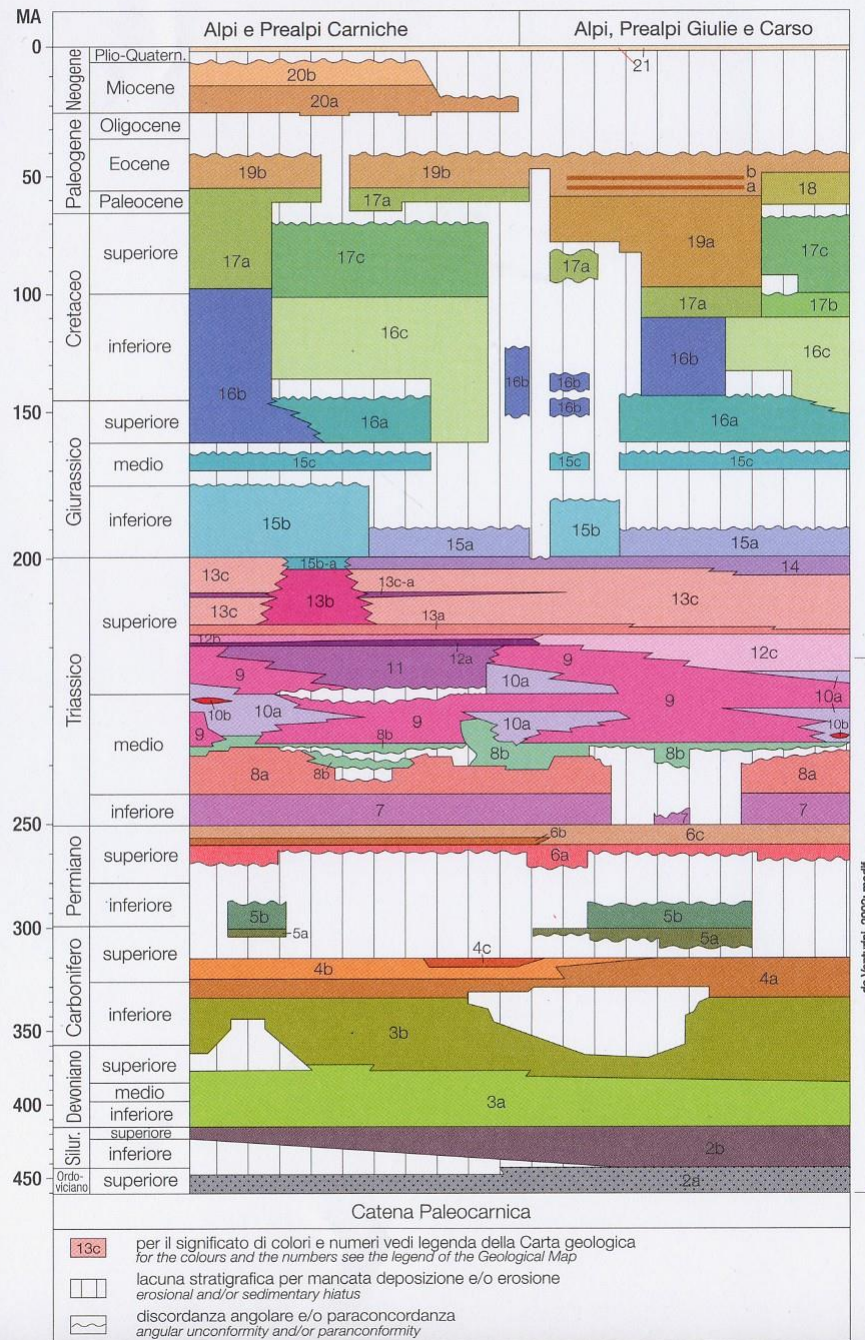 MA
Alpi e Prealpi Carniche
Alpi, Prealpi Giulie e Carso
0
50
100
150
200
250
300
350
400
450
Neogene
Plio-Quatern.
Miocene
Paleogene
Oligocene
Eocene
Paleocene
Cretaceo
superiore
inferiore
Giurassico
superiore
medio
inferiore
Triassico
superiore
medio
inferiore
Permiano
superiore
inferiore
Carbonifero
superiore
inferiore
Devoniano
superiore
medio
inferiore
Silur.
superiore
inferiore
Ordo-
viciano
superiore
21
20b
20a
19b
19b
b
a
18
17a
19a
17a
17c
17a
17c
17a
17b
16c
16b
16b
16c
16b
16b
16b
16a
16a
15c
15c
15c
15b
15b
15a
15a
15b-a
14
13c
13c-a
13b
13c
13c
13a
12b
12a
12c
11
9
9
10a
10a
10b
10a
9
9
10a
9
10b
8b
8b
8b
8b
8a
8a
7
7
7
6b
6c
6a
5b
5b
5a
5a
4c
4b
4a
3b
3a
2b
2a
Catena Paleocarnica
13c
per il significato di colori e numeri vedi legenda della Carta geologica
for the colours and the numbers see the legend of the Geological Map
lacuna stratigrafica per mancata deposizione e/o erosione
erosional and/or sedimentary hiatus
discordanza angolare e/o paraconcordanza
angular unconformity and/or paranconformity